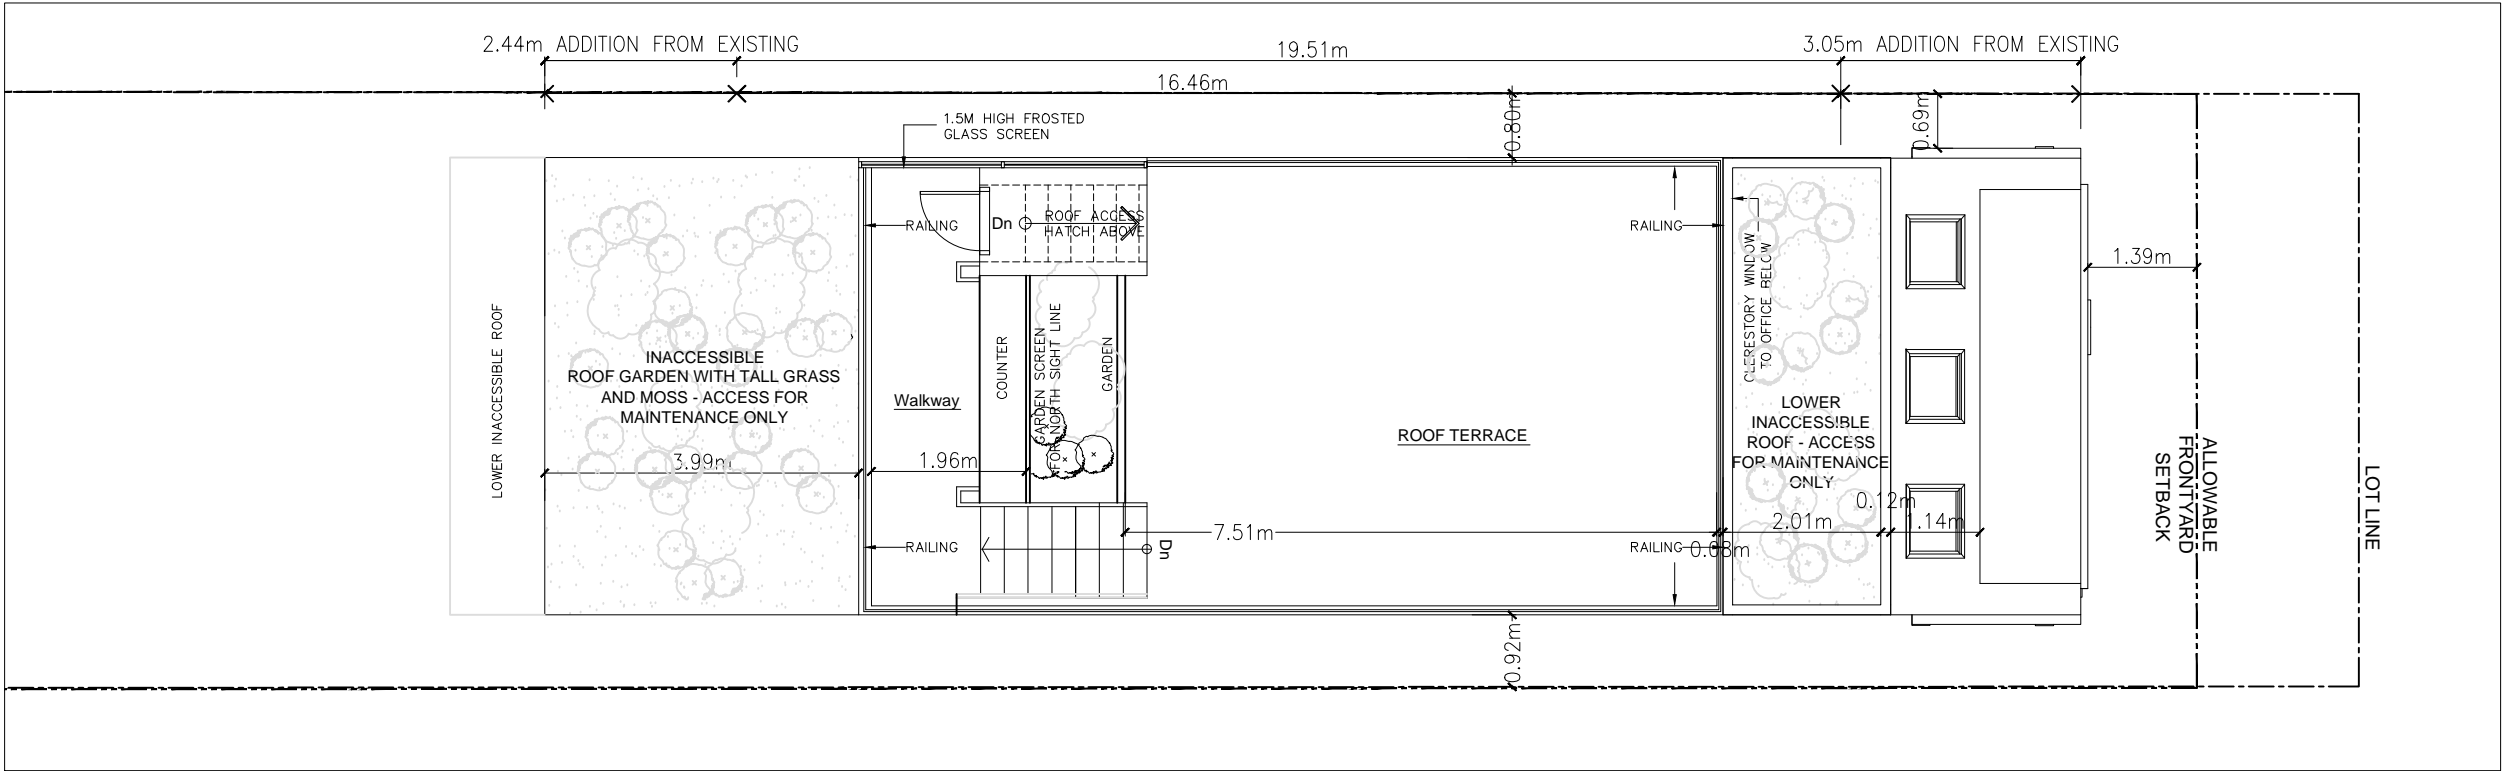 2.44m ADDITION FROM EXISTING
19.51m
3.05m ADDITION FROM EXISTING
16.46m
1.5M HIGH FROSTED
GLASS SCREEN
0.80m
0.69m
RAILING
Dn
ROOF ACCESS
HATCH ABOVE
RAILING
CLERESTORY WINDOW
TO OFFICE BELOW
1.39m
LOWER INACCESSIBLE ROOF
INACCESSIBLE
ROOF GARDEN WITH TALL GRASS
AND MOSS - ACCESS FOR
MAINTENANCE ONLY
Walkway
COUNTER
GARDEN SCREEN
FOR NORTH SIGHT LINE
GARDEN
ROOF TERRACE
LOWER
INACCESSIBLE
ROOF - ACCESS
FOR MAINTENANCE
ONLY
ALLOWABLE
FRONTYARD
SETBACK
LOT LINE
3.99m
1.96m
7.51m
0.08m
2.01m
0.12m
1.14m
RAILING
Dn
RAILING
0.92m